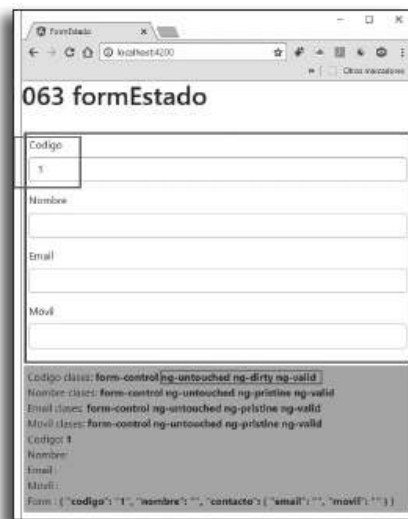 FormEstado
localhost:4200
Otros marcadores
063 formEstado
Codigo
1
Nombre
Email
Movil
Codigo clases: form-control ng-untouched ng-dirty ng-valid
Nombre clases: form-control ng-untouched ng-pristine ng-valid
Email clases: form-control ng-untouched ng-pristine ng-valid
Movil clases: form-control ng-untouched ng-pristine ng-valid
Codigo: 1
Nombre:
Email :
Movil :
Form : { "codigo": "1", "nombre": "", "contacto": { "email": "", "movil": "" } }